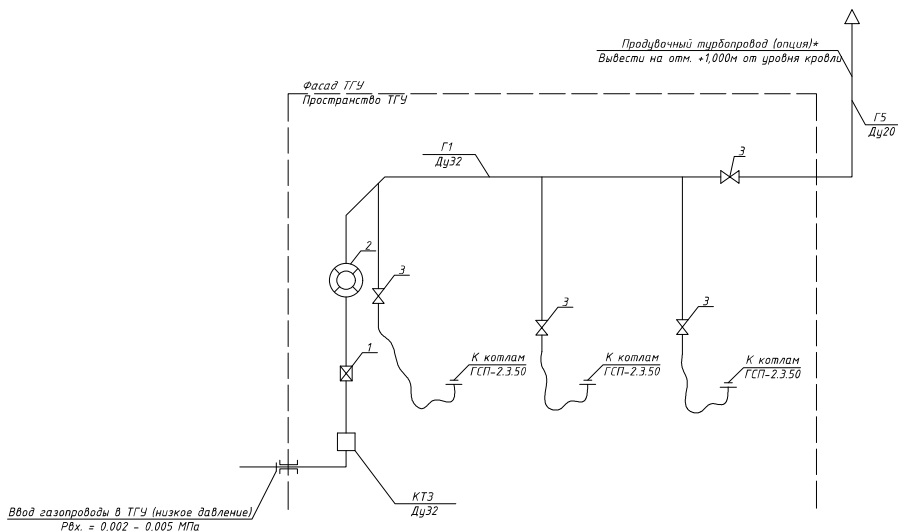 Продувочный турбопровод (опция)*
Вывести на отм. +1,000м от уровня кровли
Фасад ТГУ
Пространство ТГУ
Г5
Ду20
Г1
Ду32
3
2
3
3
3
1
К котлам
ГСП-2.3.50
К котлам
ГСП-2.3.50
К котлам
ГСП-2.3.50
КТЗ
Ду32
Ввод газопроводы в ТГУ (низкое давление)
Рвх. = 0.002 - 0.005 МПа